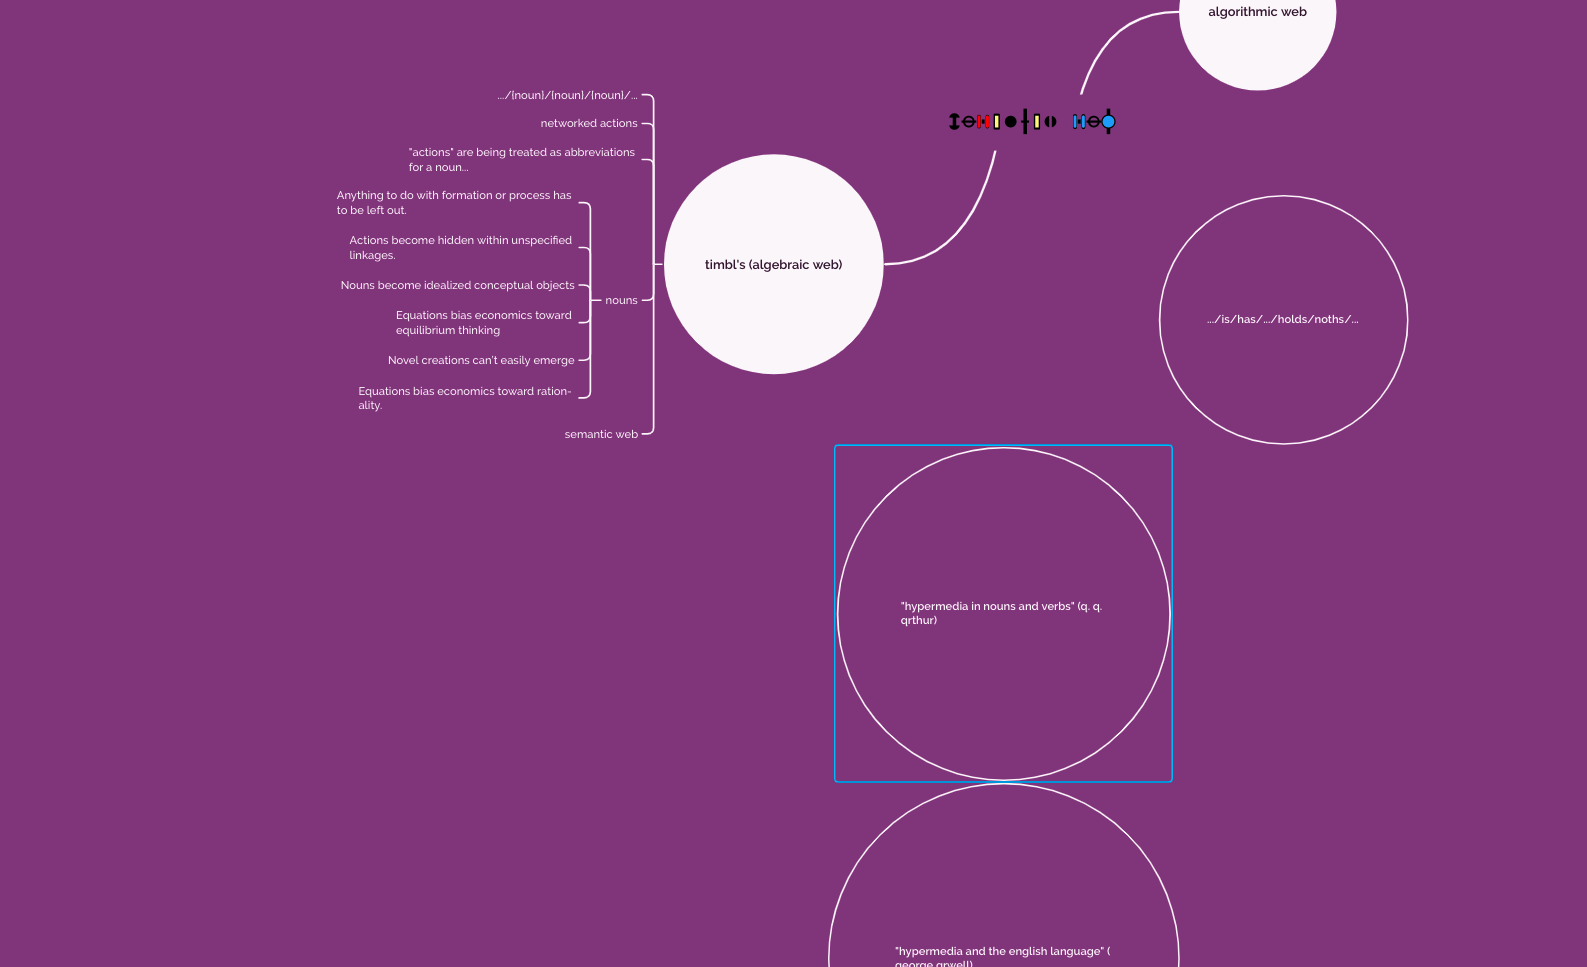 algorithmic web
.../{noun}/{noun}/{noun}/...
networked actions
"actions" are being treated as abbreviations
for a noun...
Anything to do with formation or process has
to be left out.
Actions become hidden within unspecified
linkages.
Nouns become idealized conceptual objects
Equations bias economics toward
equilibrium thinking
Novel creations can't easily emerge
Equations bias economics toward ration-
ality.
nouns
semantic web
timbl's (algebraic web)
.../is/has/.../holds/noths/...
"hypermedia in nouns and verbs" (q. q.
qrthur)
"hypermedia and the english language" (
george qrwell)